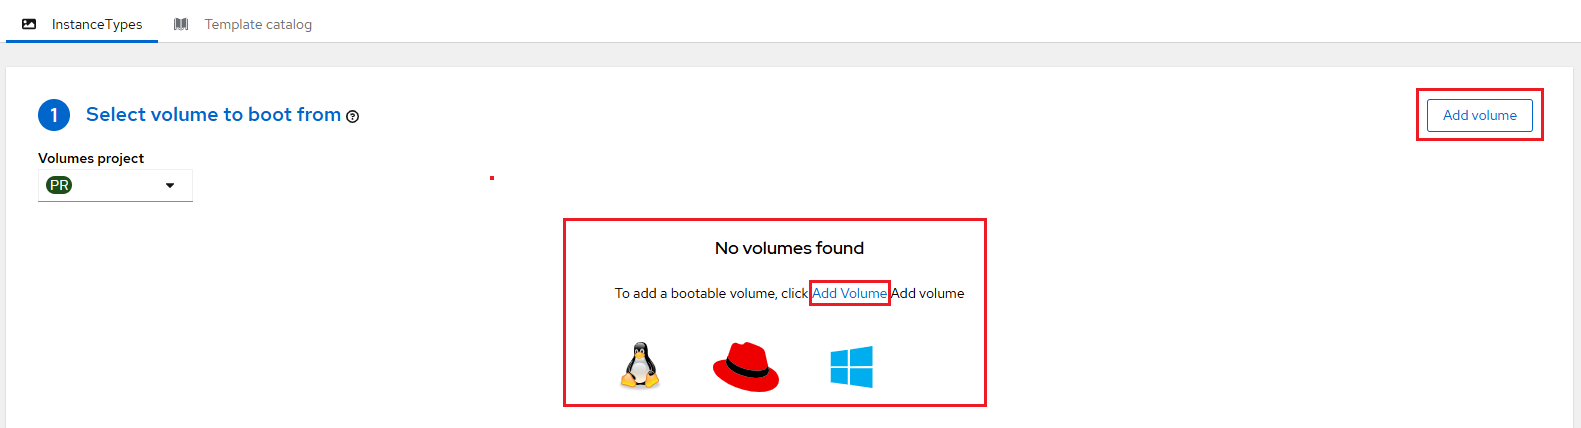 InstanceTypes Template catalog
1 Select volume to boot from ?
Add volume
Volumes project
PR
No volumes found
To add a bootable volume, click Add Volume Add volume